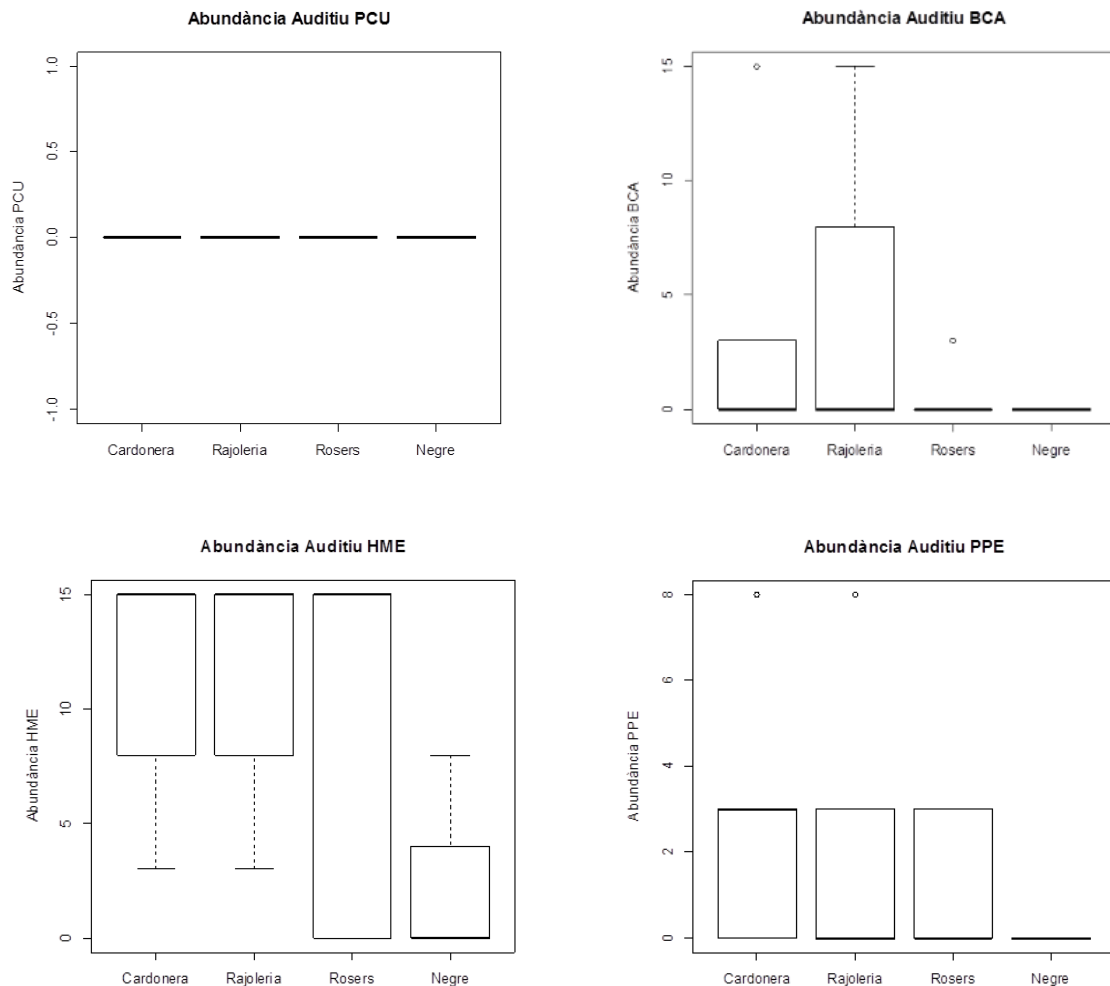 Abundància Auditiu PCU
Abundància PCU
1.0
0.5
0.0
-0.5
-1.0
Cardonera Rajoleria Rosers Negre
Abundància Auditiu BCA
Abundància BCA
15
10
5
0
Cardonera Rajoleria Rosers Negre
Abundància Auditiu HME
Abundància HME
15
10
5
0
Cardonera Rajoleria Rosers Negre
Abundància Auditiu PPE
Abundància PPE
8
6
4
2
0
Cardonera Rajoleria Rosers Negre